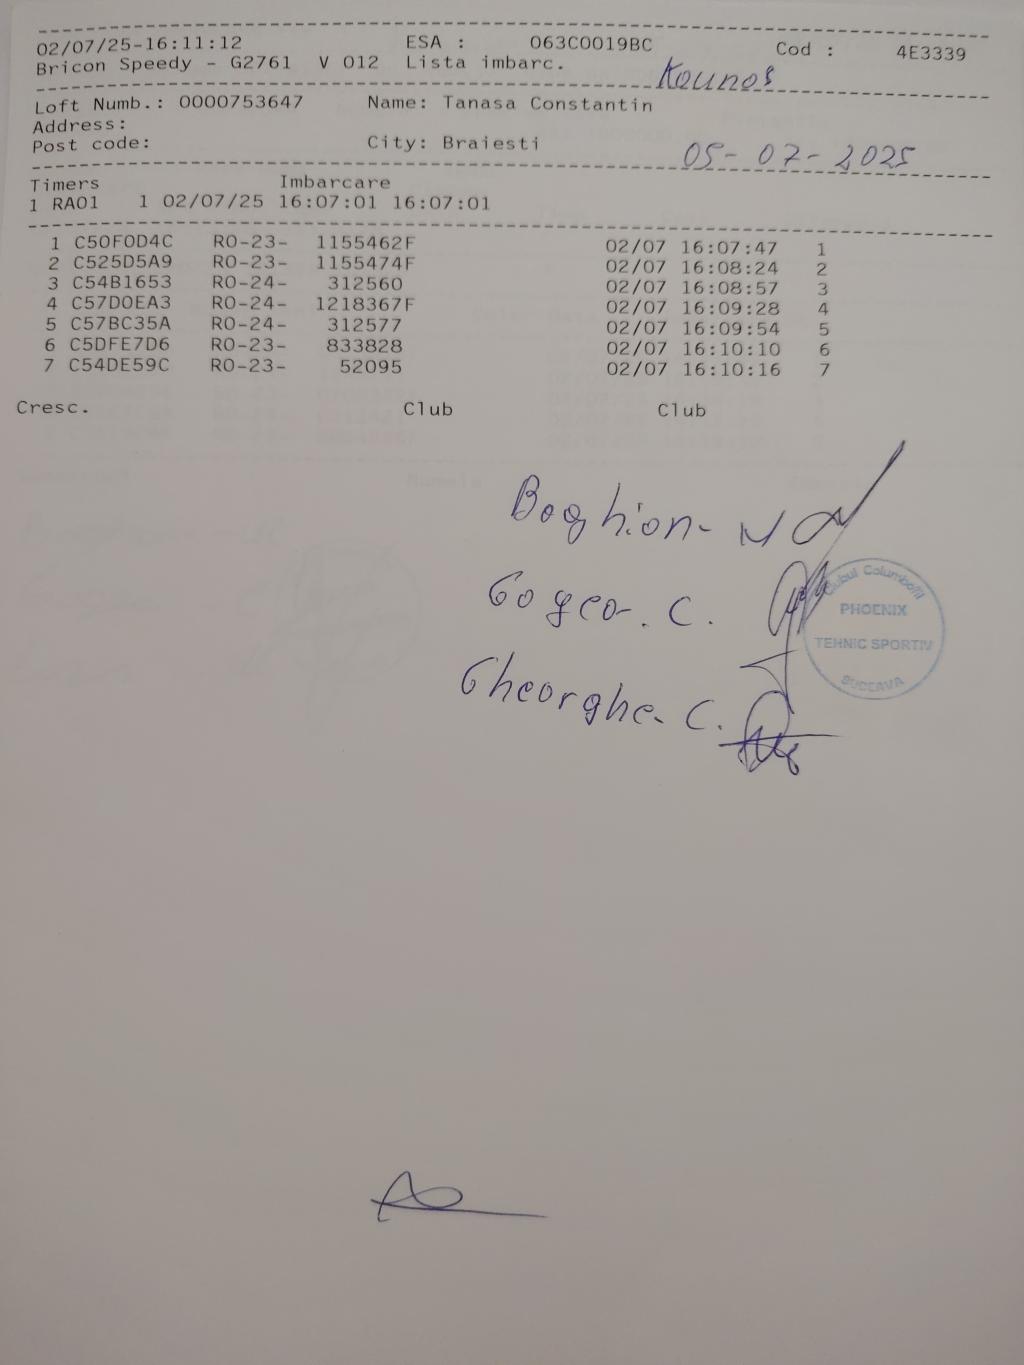 02/07/25-16:11:12 ESA : 063C0019BC Cod : 4E3339
Bricon Speedy - G2761 V 012 Lista imbarc.
Kounos
Loft Numb.: 0000753647 Name: Tanasa Constantin
Address:
Post code: City: Braiesti
05-07-2025
Timers Imbarcare
1 RA01 1 02/07/25 16:07:01 16:07:01
1 C50F0D4C RO-23- 1155462F 02/07 16:07:47 1
2 C525D5A9 RO-23- 1155474F 02/07 16:08:24 2
3 C54B1653 RO-24- 312560 02/07 16:08:57 3
4 C57D0EA3 RO-24- 1218367F 02/07 16:09:28 4
5 C57BC35A RO-24- 312577 02/07 16:09:54 5
6 C5DFE7D6 RO-23- 833828 02/07 16:10:10 6
7 C54DE59C RO-23- 52095 02/07 16:10:16 7
Cresc. Club Club
Boghion-
C.
Gheorghe. C.
Clubul Columbofil
PHOENIX
TEHNIC SPORTIV
SUCEAVA